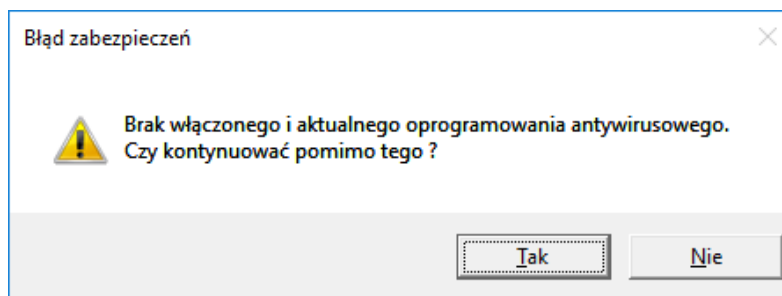 Błąd zabezpieczeń
Brak włączonego i aktualnego oprogramowania antywirusowego.
Czy kontynuować pomimo tego ?
Tak
Nie